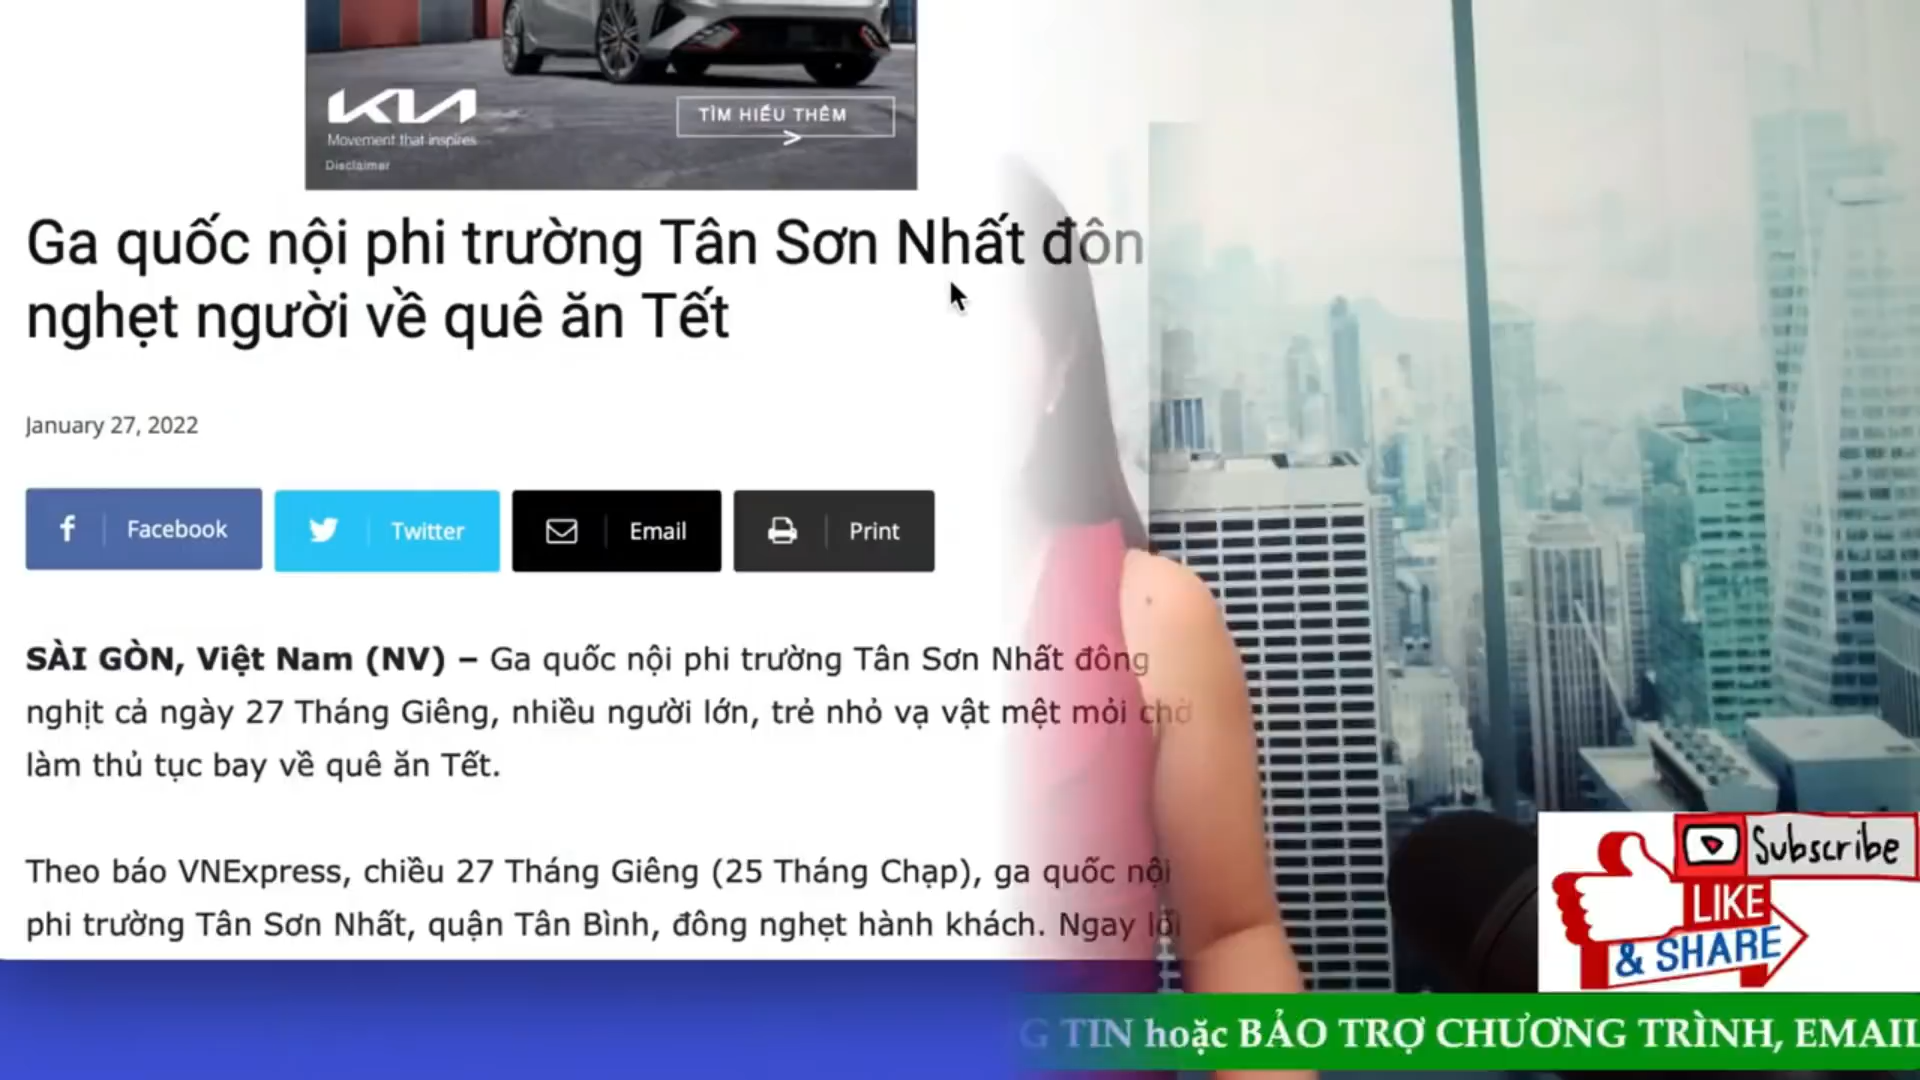 KIA
Movement that inspires
Disclaimer
TÌM HIỂU THÊM
>
Ga quốc nội phi trường Tân Sơn Nhất đôn
nghẹt người về quê ăn Tết
January 27, 2022
Facebook
Twitter
Email
Print
SÀI GÒN, Việt Nam (NV) – Ga quốc nội phi trường Tân Sơn Nhất đông
nghịt cả ngày 27 Tháng Giêng, nhiều người lớn, trẻ nhỏ vạ vật mệt mỏi chờ
làm thủ tục bay về quê ăn Tết.
Theo báo VNExpress, chiều 27 Tháng Giêng (25 Tháng Chạp), ga quốc nội
phi trường Tân Sơn Nhất, quận Tân Bình, đông nghẹt hành khách. Ngay lối
Subscribe
LIKE
& SHARE
G TIN hoặc BẢO TRỢ CHƯƠNG TRÌNH, EMAIL